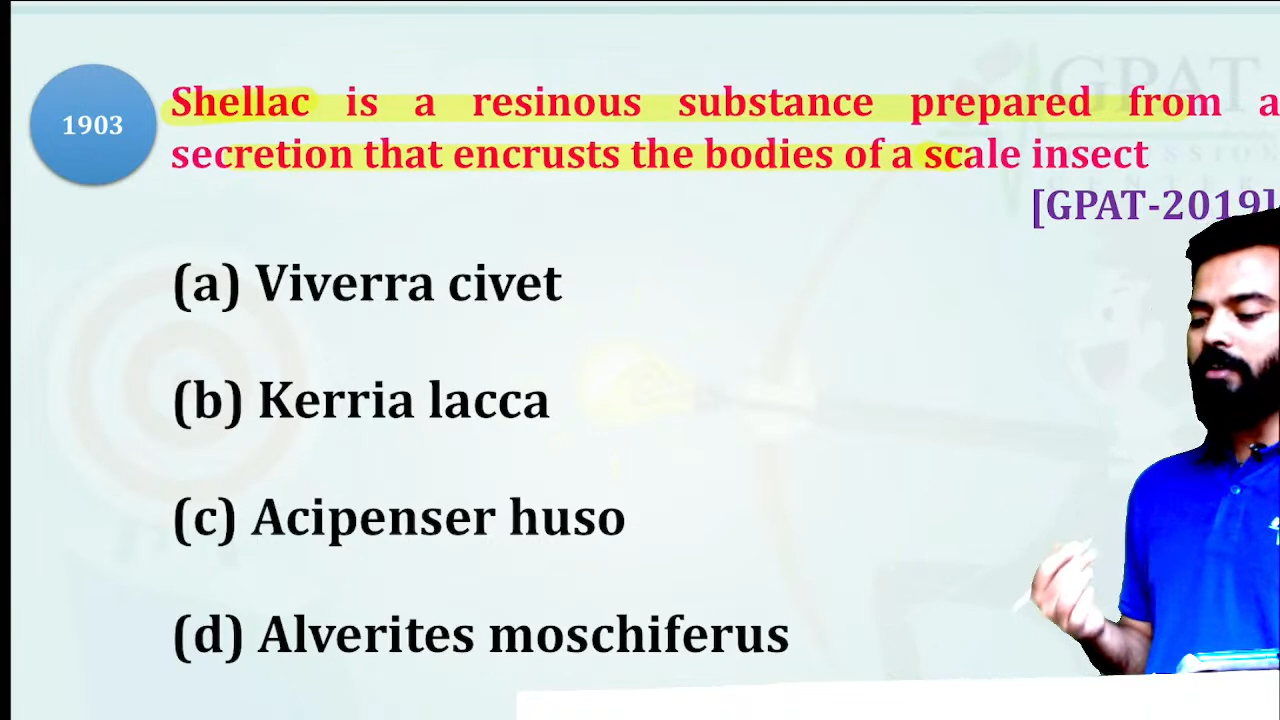 GPAT
1903
Shellac is a resinous substance prepared from a
secretion that encrusts the bodies of a scale insect
[GPAT-2019]
(a) Viverra civet
(b) Kerria lacca
(c) Acipenser huso
(d) Alverites moschiferus